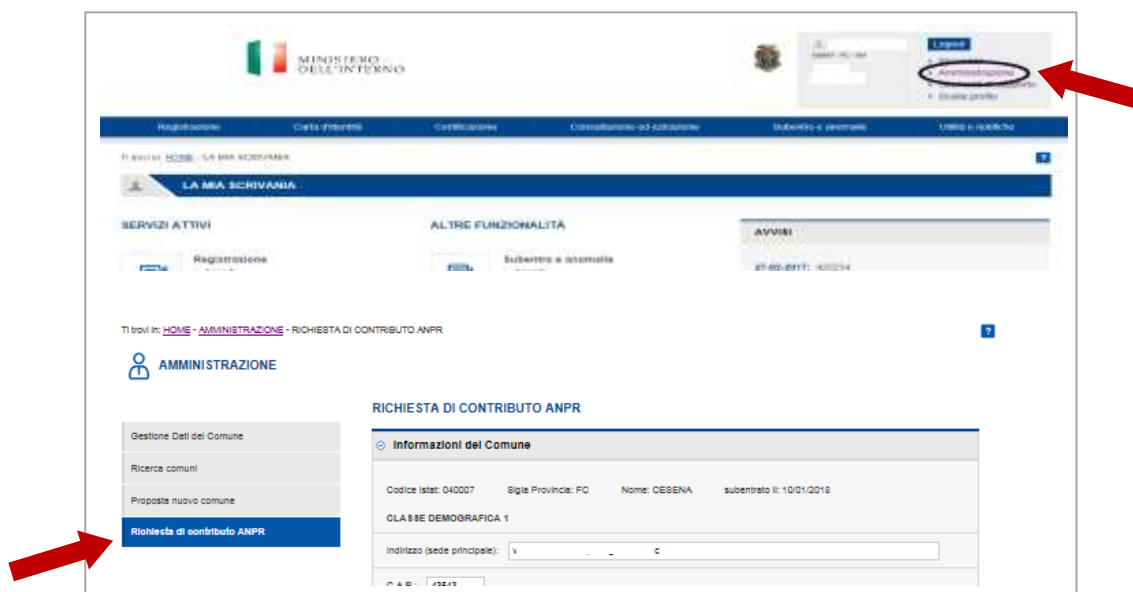 MINISTERO
DELL'INTERNO
Logout
Amministrazione
Registrazione Carta d'identità Certificazione Consultazione ed estrazione Subentro e anomalie Utilità e notifiche
Ti trovi in: HOME - LA MIA SCRIVANIA
?
LA MIA SCRIVANIA
SERVIZI ATTIVI ALTRE FUNZIONALITÀ AVVISI
Registrazione Subentro e anomalie
27-02-2017:
Ti trovi in: HOME - AMMINISTRAZIONE - RICHIESTA DI CONTRIBUTO ANPR
?
AMMINISTRAZIONE
RICHIESTA DI CONTRIBUTO ANPR
Gestione Dati del Comune
Informazioni del Comune
Ricerca comuni
Codice Istat: 040007 Sigla Provincia: FC Nome: CESENA subentrato il: 10/01/2018
Proposta nuovo comune
CLASSE DEMOGRAFICA 1
Richiesta di contributo ANPR
Indirizzo (sede principale):
C.A.P.: